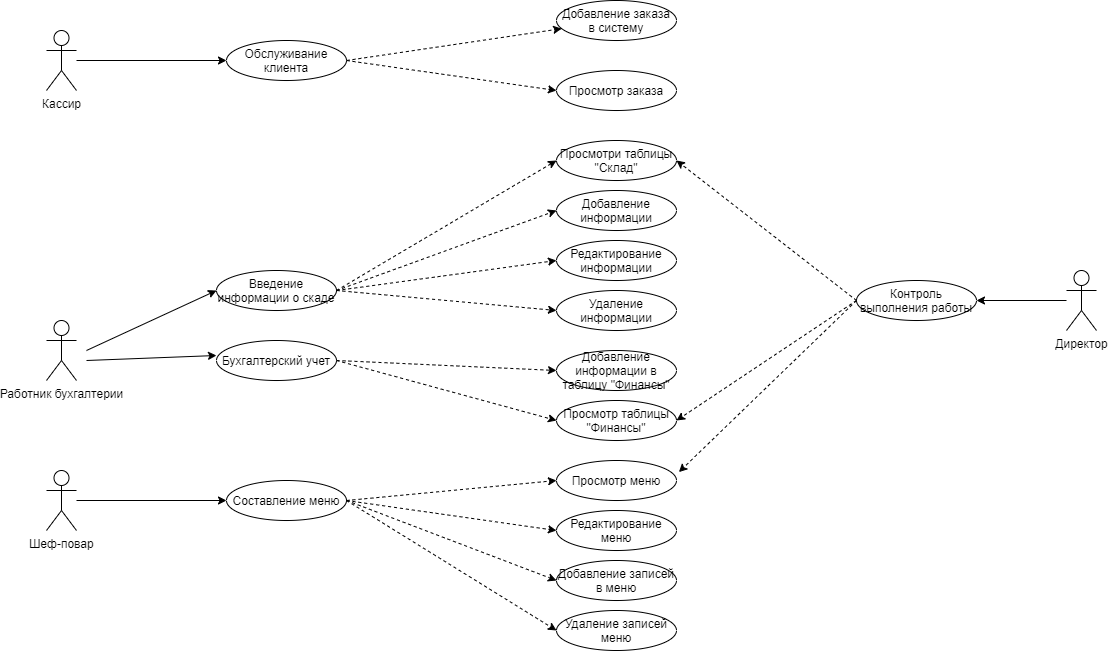 Добавление заказа
в систему
Обслуживание
клиента
Просмотр заказа
Кассир
Просмотри таблицы
"Склад"
Добавление
информации
Редактирование
информации
Введение
информации о скаде
Удаление
информации
Контроль
выполнения работы
Директор
Бухгалтерский учет
Добавление
информации в
таблицу "Финансы"
Работник бухгалтерии
Просмотр таблицы
"Финансы"
Просмотр меню
Составление меню
Редактирование
меню
Шеф-повар
Добавление записей
в меню
Удаление записей
меню